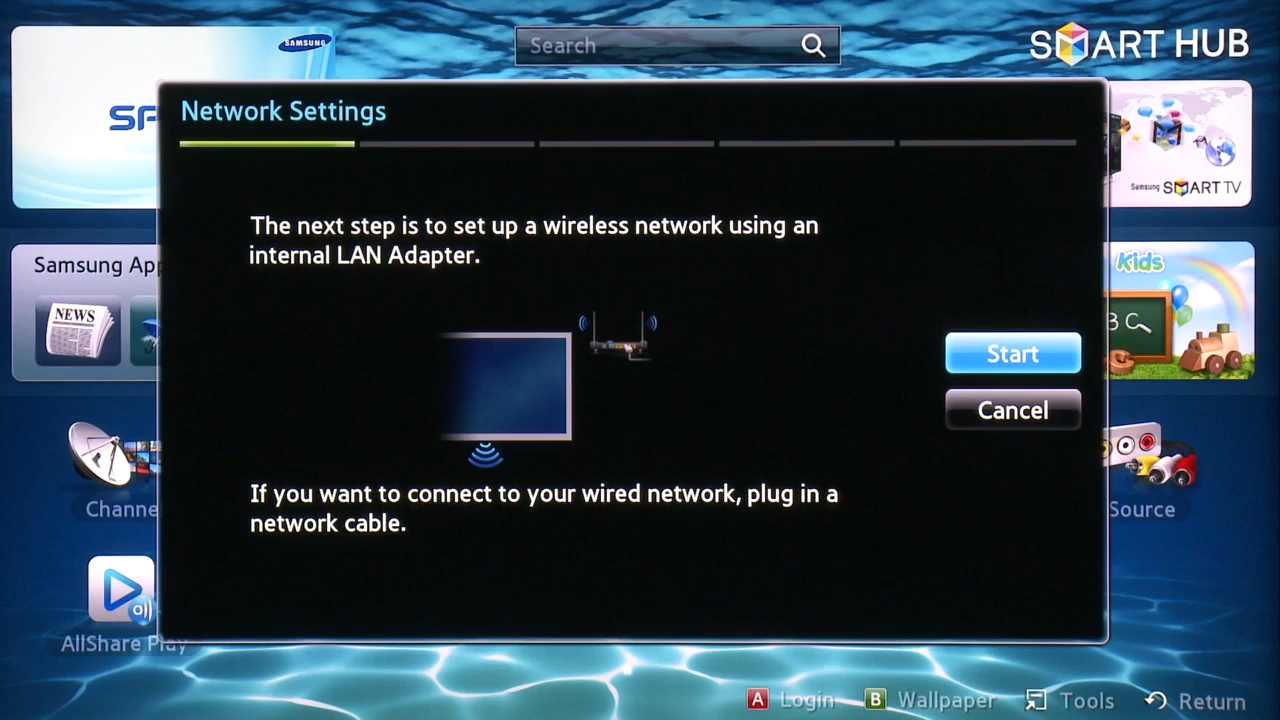 SAMSUNG
Search
SMART HUB
Network Settings
Samsung SMART TV
The next step is to set up a wireless network using an
internal LAN Adapter.
Samsung App
Kids
NEWS
Start
Cancel
If you want to connect to your wired network, plug in a
network cable.
Channe
Source
AllShare Play
A Login
B Wallpaper
Tools
Return